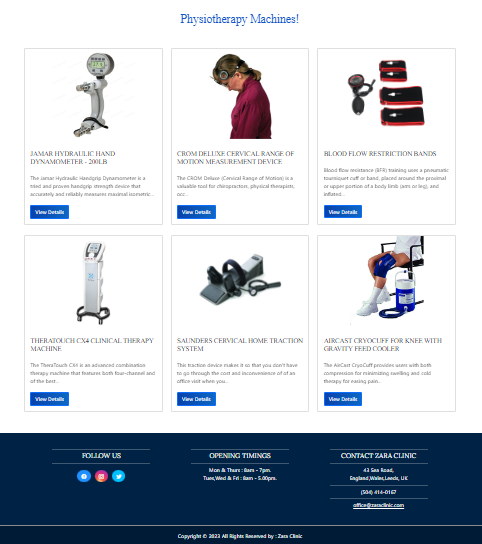 Physiotherapy Machines!
JAMAR HYDRAULIC HAND
DYNAMOMETER - 200LB
The Jamar Hydraulic Handgrip Dynamometer is a
tried and proven handgrip strength device that
accurately and reliably measures maximal isometric...
View Details
CROM DELUXE CERVICAL RANGE OF
MOTION MEASUREMENT DEVICE
The CROM Deluxe (Cervical Range of Motion) is a
valuable tool for chiropractors, physical therapists,
occ...
View Details
BLOOD FLOW RESTRICTION BANDS
Blood flow resistance (BFR) training uses a pneumatic
tourniquet cuff or band, placed around the proximal
or upper portion of a body limb (arm or leg), and
inflated...
View Details
THERATOUCH CX4 CLINICAL THERAPY
MACHINE
The TheraTouch CX4 is an advanced combination
therapy machine that features both four-channel and
of the best...
View Details
SAUNDERS CERVICAL HOME TRACTION
SYSTEM
This traction device makes it so that you don't have
to go through the cost and inconvenience of of an
office visit when you...
View Details
AIRCAST CRYOCUFF FOR KNEE WITH
GRAVITY FEED COOLER
The AirCast CryoCuff provides users with both
compression for minimizing swelling and cold
therapy for easing pain...
View Details
FOLLOW US
OPENING TIMINGS
Mon & Thurs : 8am - 7pm.
Tues,Wed & Fri : 8am - 5.00pm.
CONTACT ZARA CLINIC
43 See Road,
England,Wales,Leeds, UK
(504) 414-0167
office@zaraclinic.com
Copyright © 2023 All Rights Reserved by : Zara Clinic